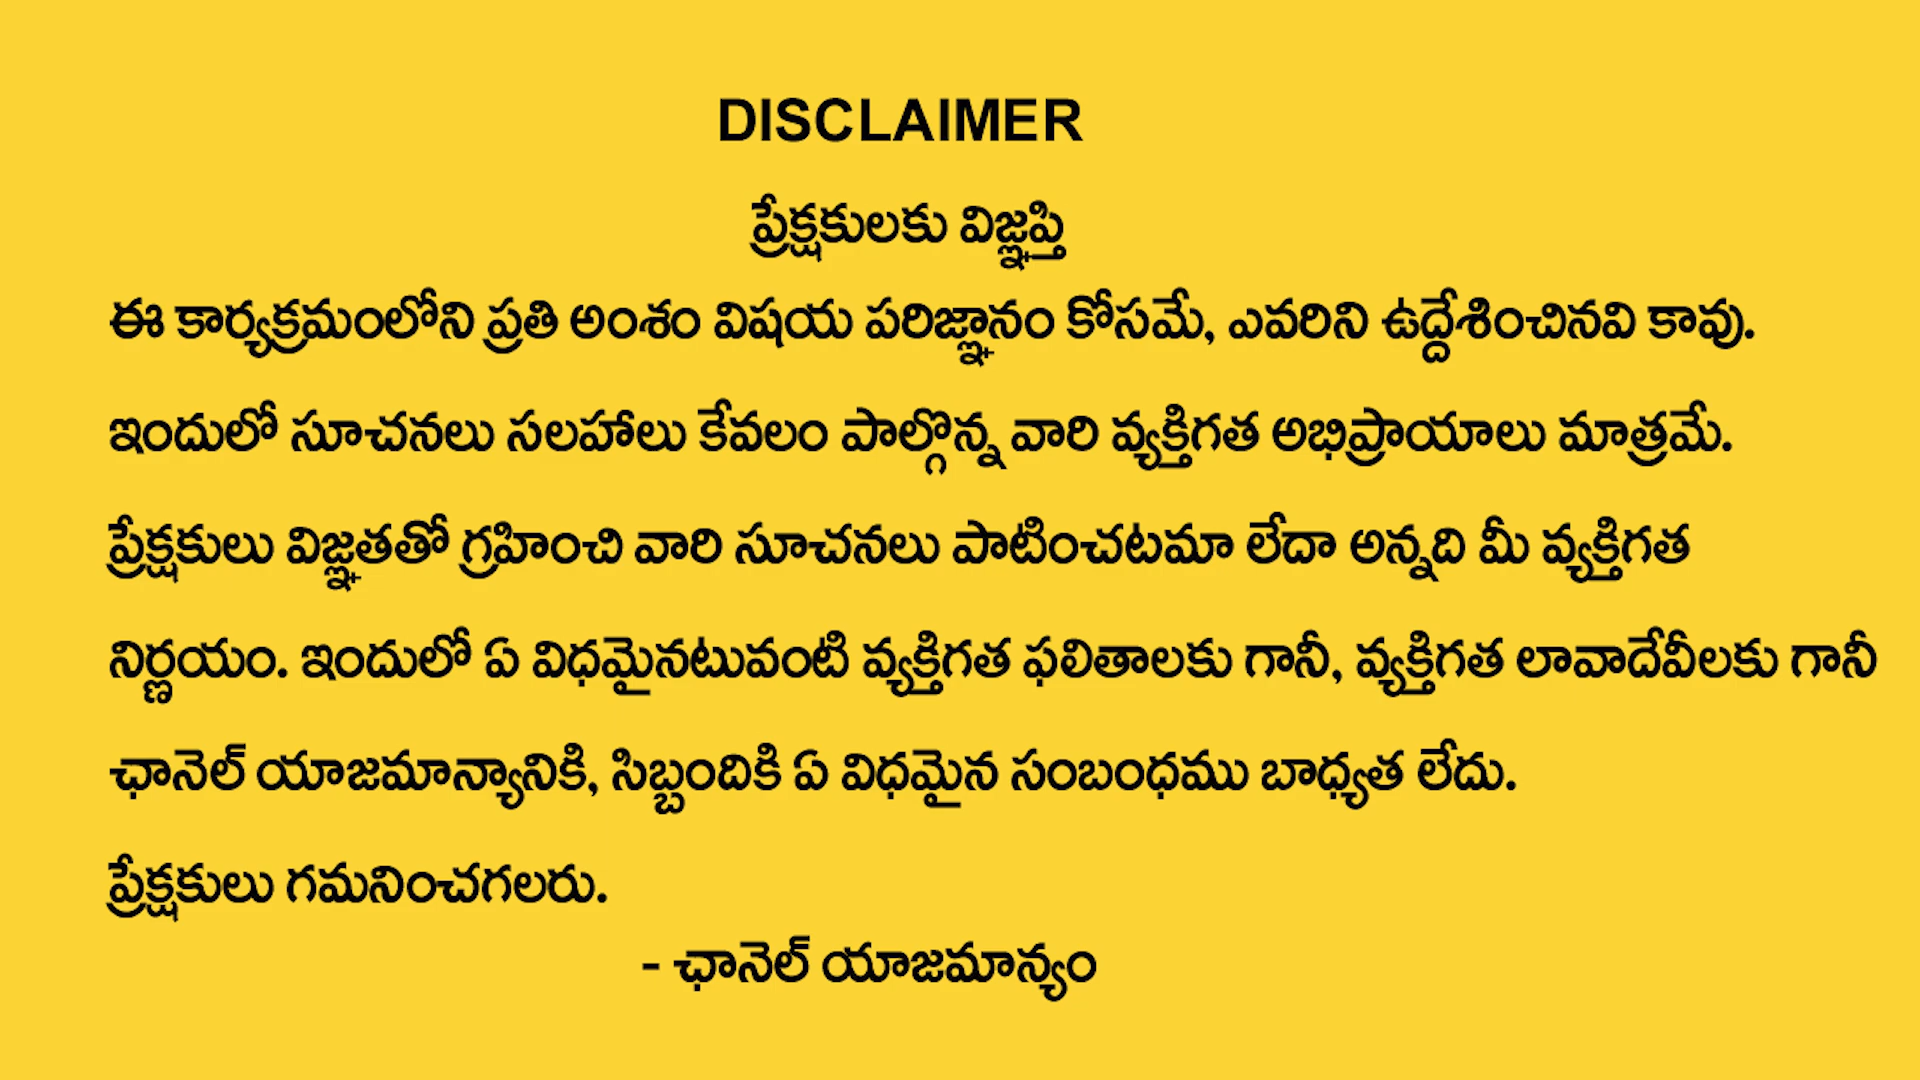 DISCLAIMER
ప్రేక్షకులకు విజ్ఞప్తి
ఈ కార్యక్రమంలోని ప్రతి అంశం విషయ పరిజ్ఞానం కోసమే, ఎవరిని ఉద్దేశించినవి కావు.
ఇందులో సూచనలు సలహాలు కేవలం పాల్గొన్న వారి వ్యక్తిగత అభిప్రాయాలు మాత్రమే.
ప్రేక్షకులు విజ్ఞతతో గ్రహించి వారి సూచనలు పాటించటమా లేదా అన్నది మీ వ్యక్తిగత
నిర్ణయం. ఇందులో ఏ విధమైనటువంటి వ్యక్తిగత ఫలితాలకు గానీ, వ్యక్తిగత లావాదేవీలకు గానీ
ఛానెల్ యాజమాన్యానికి, సిబ్బందికి ఏ విధమైన సంబంధము బాధ్యత లేదు.
ప్రేక్షకులు గమనించగలరు.
- ఛానెల్ యాజమాన్యం